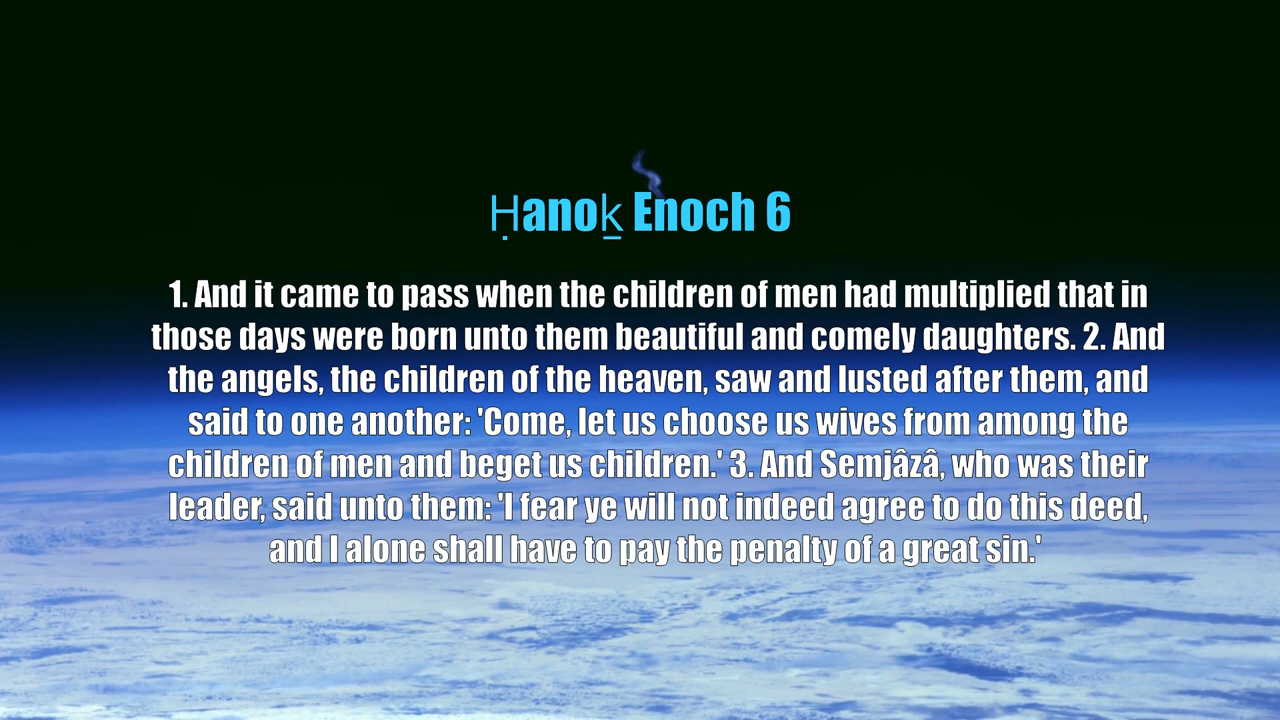 Ḥanoḵ Enoch 6
1. And it came to pass when the children of men had multiplied that in
those days were born unto them beautiful and comely daughters. 2. And
the angels, the children of the heaven, saw and lusted after them, and
said to one another: 'Come, let us choose us wives from among the
children of men and beget us children.' 3. And Semjâzâ, who was their
leader, said unto them: 'I fear ye will not indeed agree to do this deed,
and I alone shall have to pay the penalty of a great sin.'